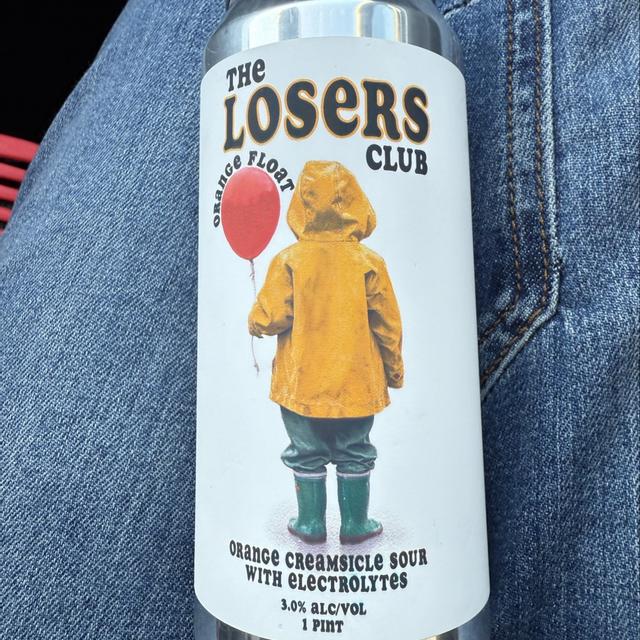 THe
LOSeRS
CLUB
ORaNGe FLOaT
ORaNGe CReaMSiCLe SOUR
WiTH eLeCTROLYTeS
3.0% aLC/VOL
1 PiNT